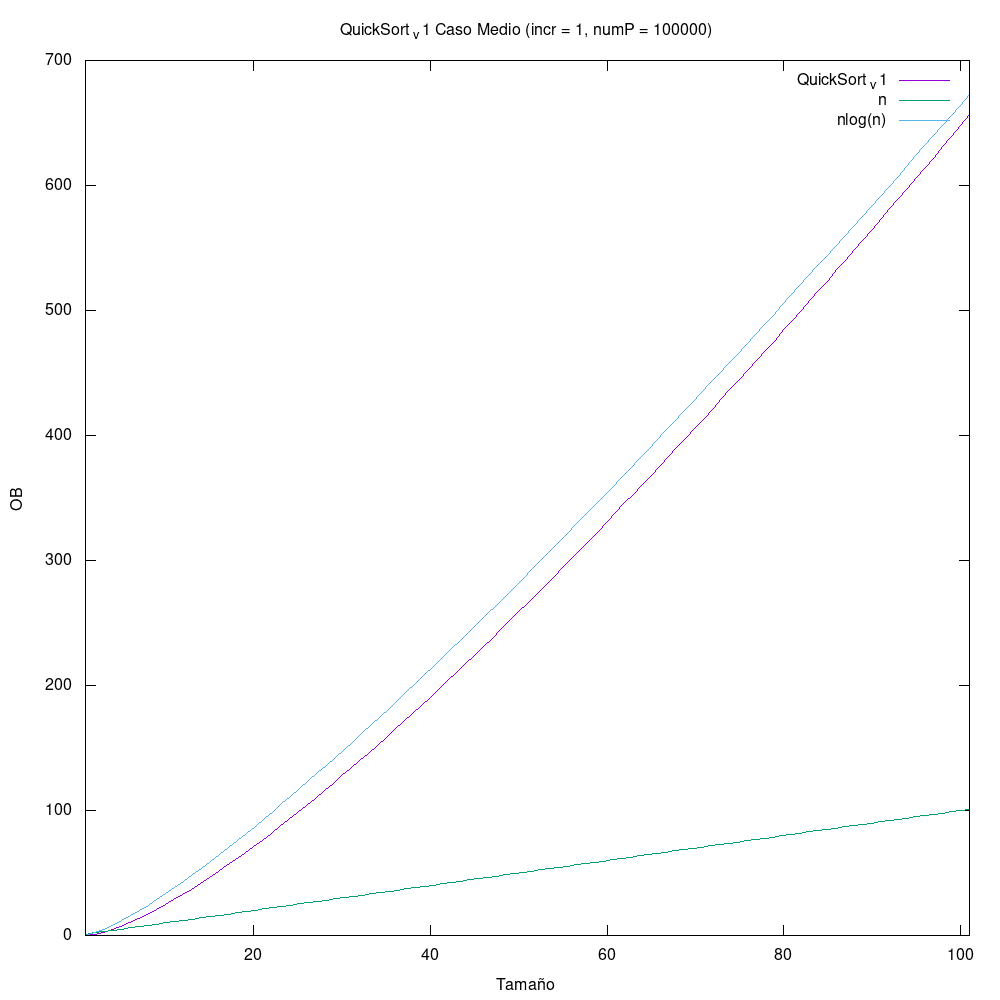 QuickSort v 1 Caso Medio (incr = 1, numP = 100000)
700
600
500
400
300
200
100
0
OB
QuickSort v 1
n
nlog(n)
20 40 60 80 100
Tamaño